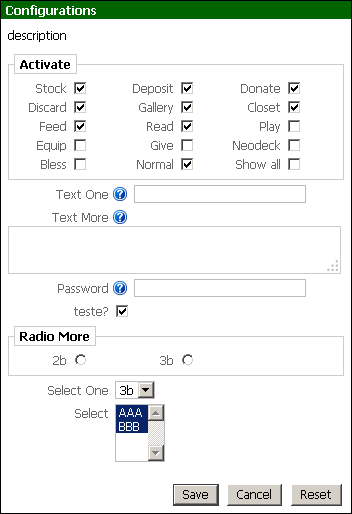 Configurations
description
Activate
Stock Deposit Donate
Discard Gallery Closet
Feed Read Play
Equip Give Neodeck
Bless Normal Show all
Text One ?
Text More ?
Password ?
teste?
Radio More
2b 3b
Select One 3b
Select AAA
BBB
Save Cancel Reset